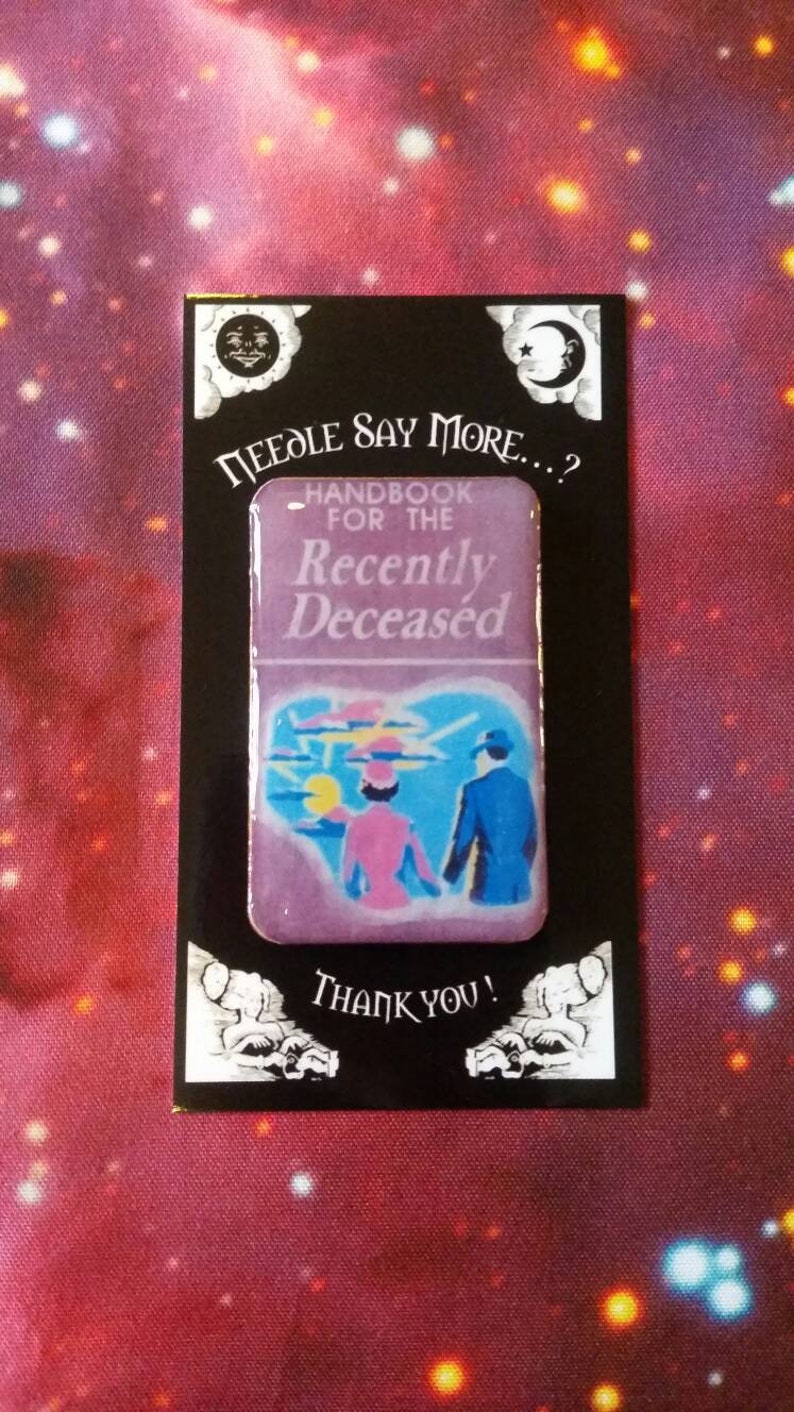 NEEDLE SAY MORE...?
HANDBOOK
FOR THE
Recently
Deceased
THANK YOU!